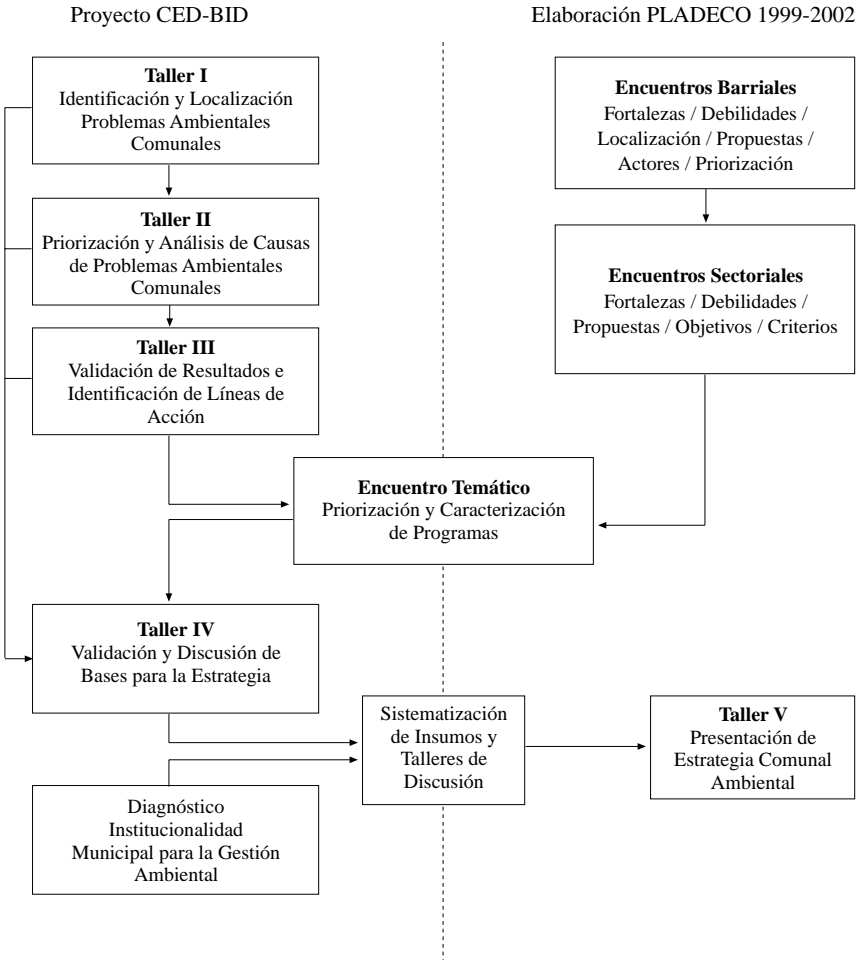 Proyecto CED-BID
Elaboración PLADECO 1999-2002
Taller I
Identificación y Localización
Problemas Ambientales
Comunales
Encuentros Barriales
Fortalezas / Debilidades /
Localización / Propuestas /
Actores / Priorización
Taller II
Priorización y Análisis de Causas
de Problemas Ambientales
Comunales
Encuentros Sectoriales
Fortalezas / Debilidades /
Propuestas / Objetivos / Criterios
Taller III
Validación de Resultados e
Identificación de Líneas de
Acción
Encuentro Temático
Priorización y Caracterización
de Programas
Taller IV
Validación y Discusión de
Bases para la Estrategia
Sistematización
de Insumos y
Talleres de
Discusión
Taller V
Presentación de
Estrategia Comunal
Ambiental
Diagnóstico
Institucionalidad
Municipal para la Gestión
Ambiental